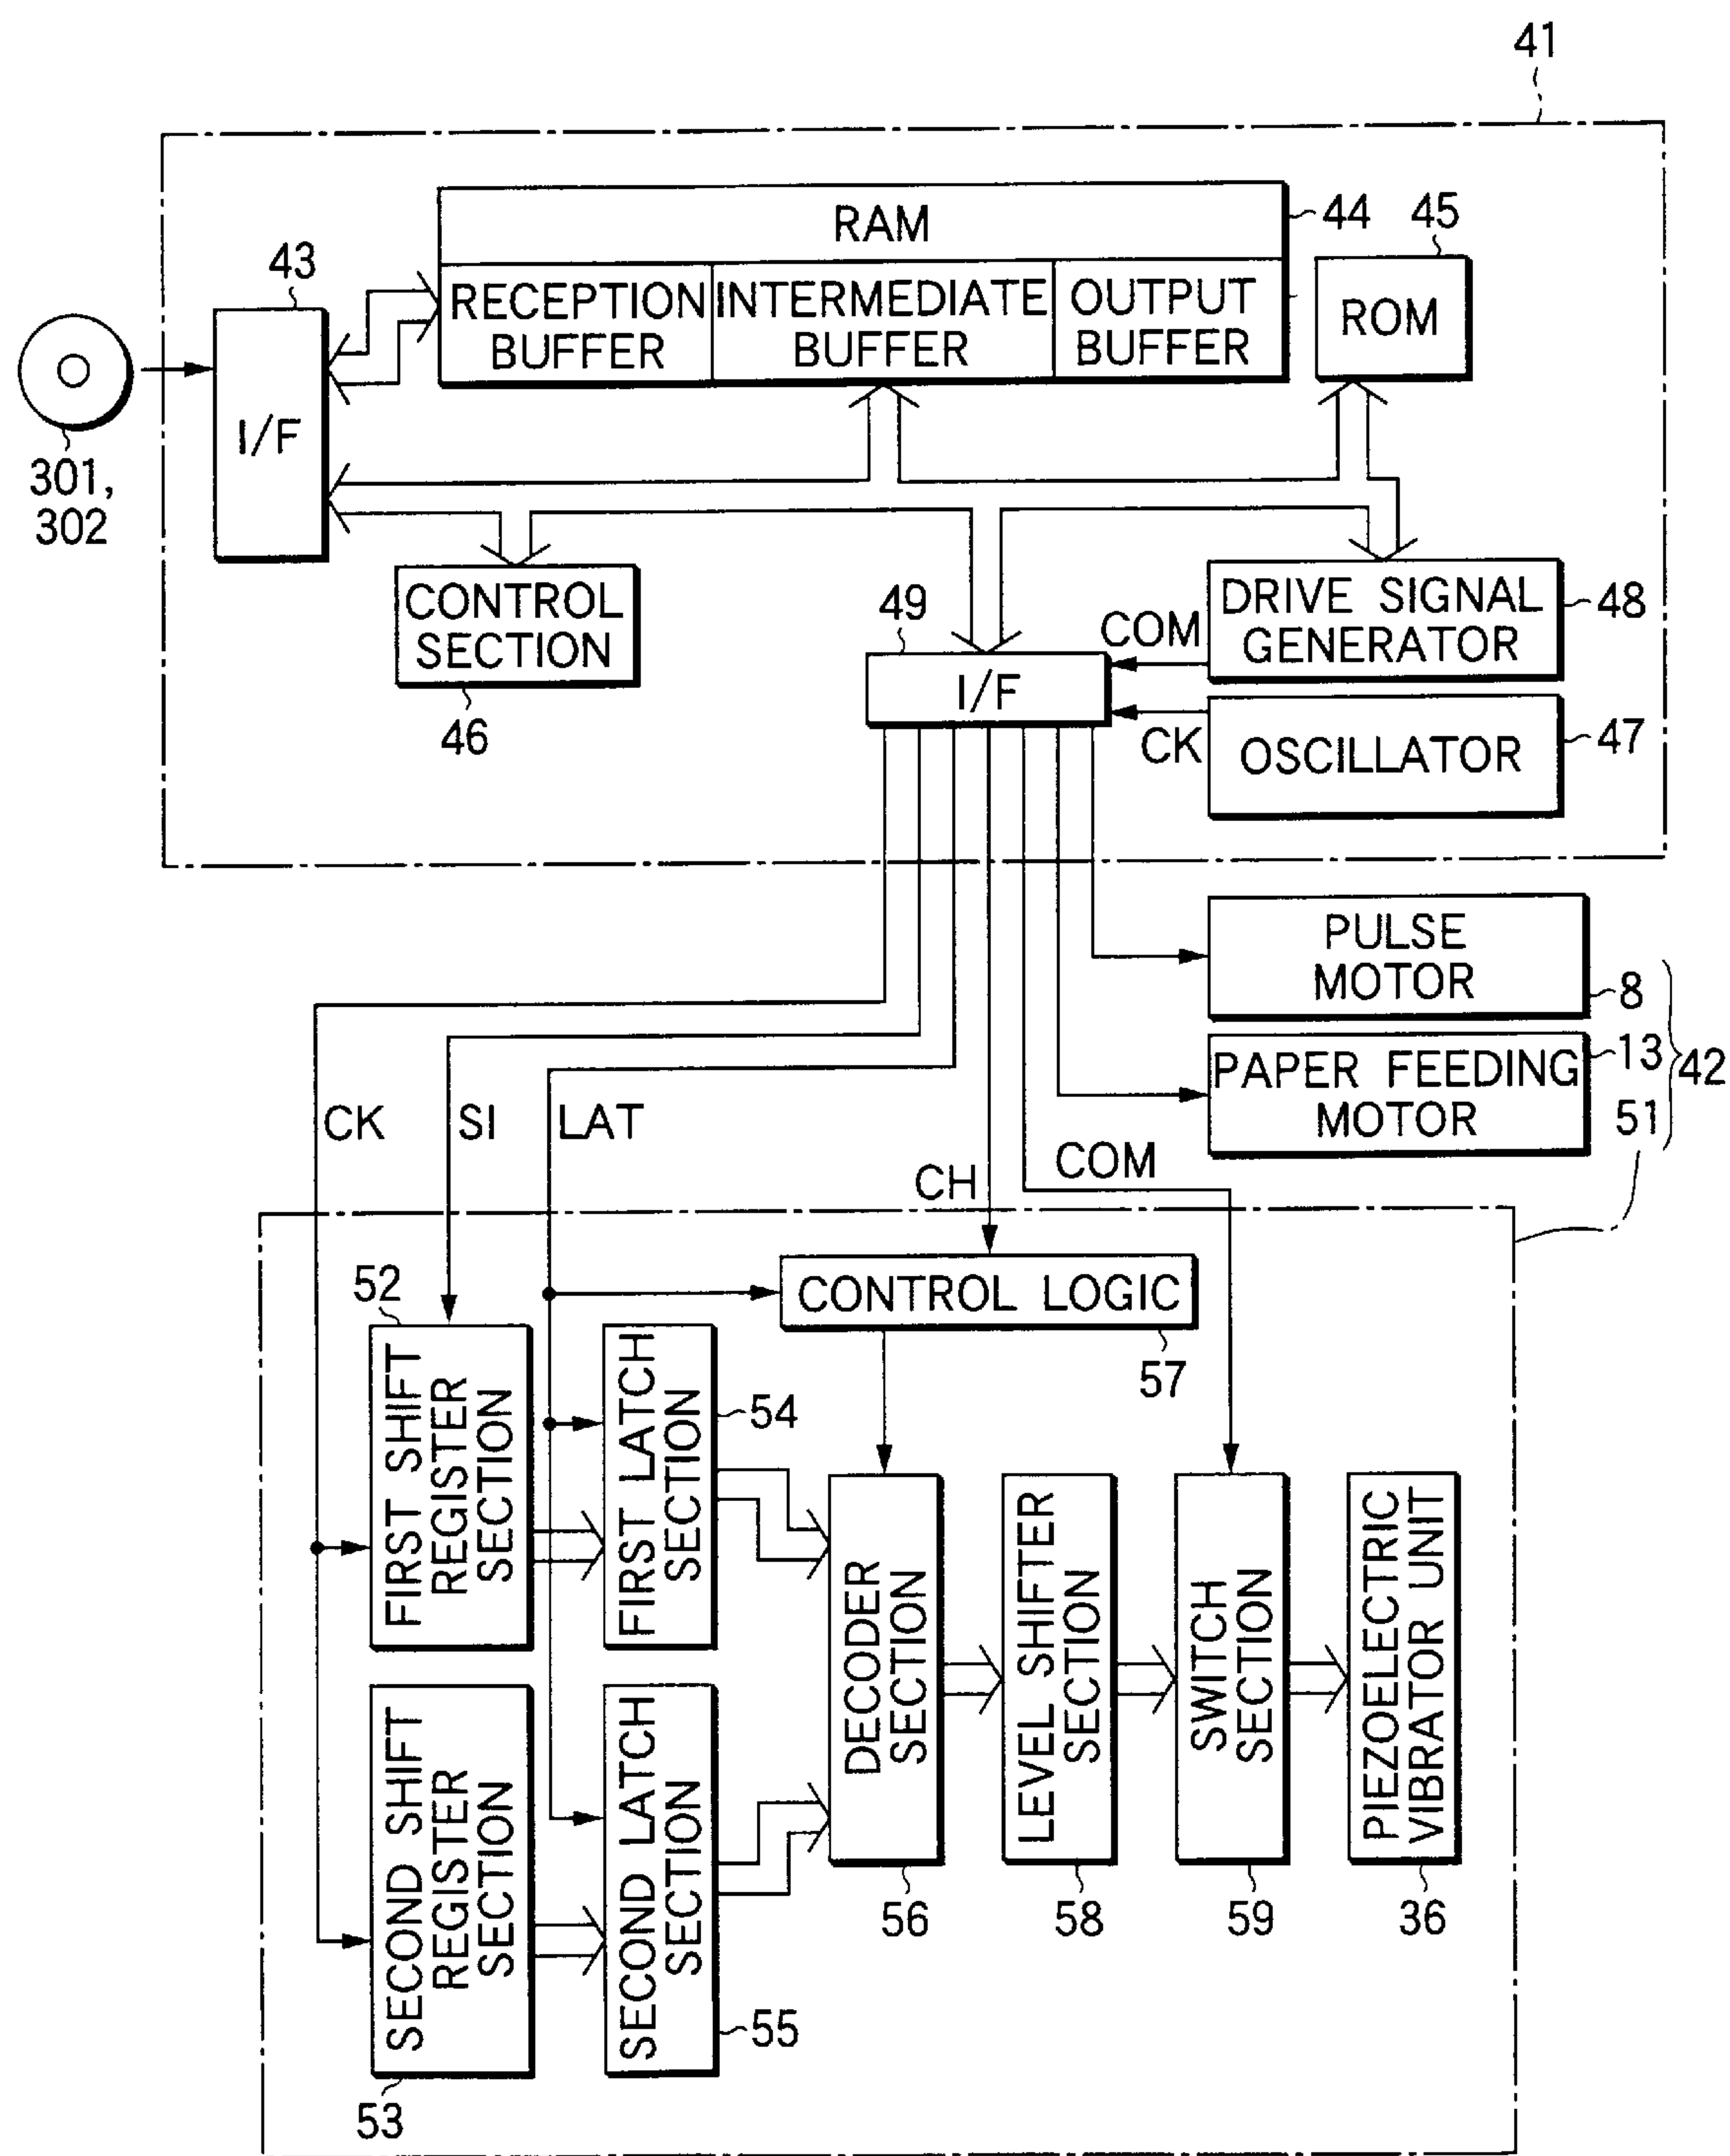 41
RAM
44
45
43
RECEPTION
BUFFER
INTERMEDIATE
BUFFER
OUTPUT
BUFFER
ROM
I/F
301,
302
CONTROL
SECTION
46
49
I/F
COM
DRIVE SIGNAL
GENERATOR
48
CK
OSCILLATOR
47
PULSE
MOTOR
8
PAPER FEEDING
MOTOR
13
42
51
CK
SI
LAT
CH
COM
CONTROL LOGIC
57
52
FIRST SHIFT
REGISTER
SECTION
FIRST LATCH
SECTION
54
SECOND SHIFT
REGISTER
SECTION
53
SECOND LATCH
SECTION
55
DECODER
SECTION
56
LEVEL SHIFTER
SECTION
58
SWITCH
SECTION
59
PIEZOELECTRIC
VIBRATOR UNIT
36